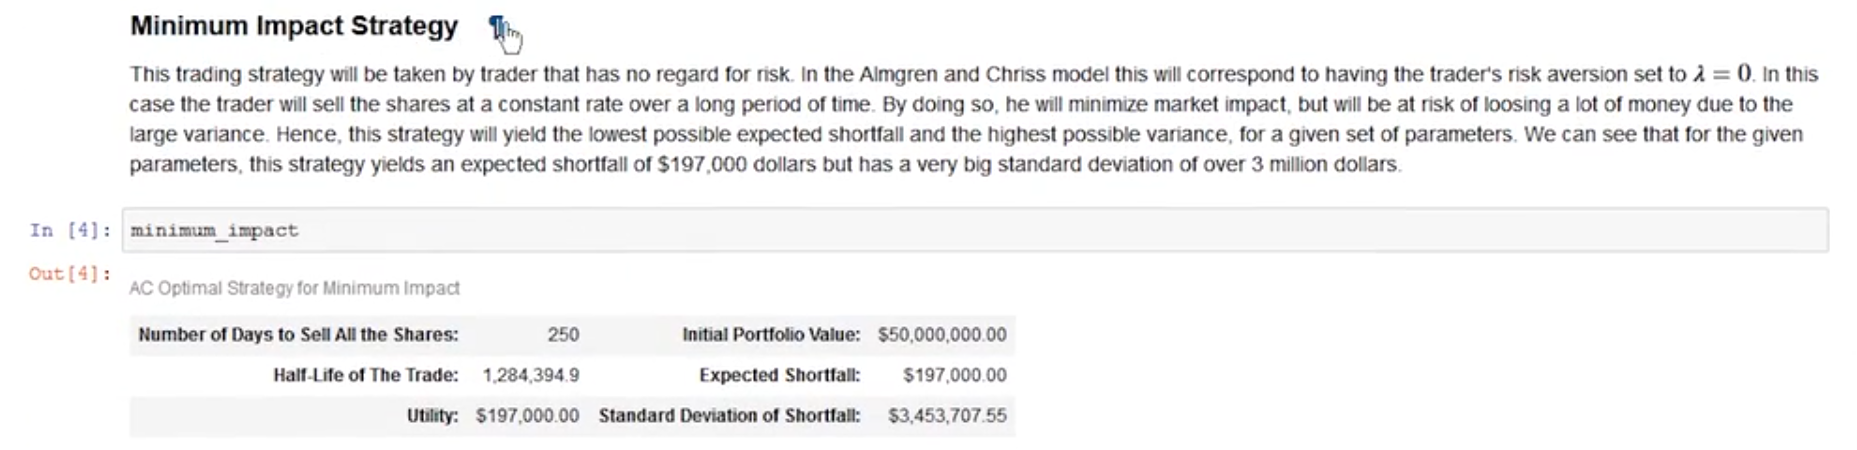 Minimum Impact Strategy ¶
This trading strategy will be taken by trader that has no regard for risk. In the Almgren and Chriss model this will correspond to having the trader's risk aversion set to λ = 0. In this
case the trader will sell the shares at a constant rate over a long period of time. By doing so, he will minimize market impact, but will be at risk of loosing a lot of money due to the
large variance. Hence, this strategy will yield the lowest possible expected shortfall and the highest possible variance, for a given set of parameters. We can see that for the given
parameters, this strategy yields an expected shortfall of $197,000 dollars but has a very big standard deviation of over 3 million dollars.
In [4]: minimum_impact
Out[4]:
AC Optimal Strategy for Minimum Impact
Number of Days to Sell All the Shares: 250 Initial Portfolio Value: $50,000,000.00
Half-Life of The Trade: 1,284,394.9 Expected Shortfall: $197,000.00
Utility: $197,000.00 Standard Deviation of Shortfall: $3,453,707.55